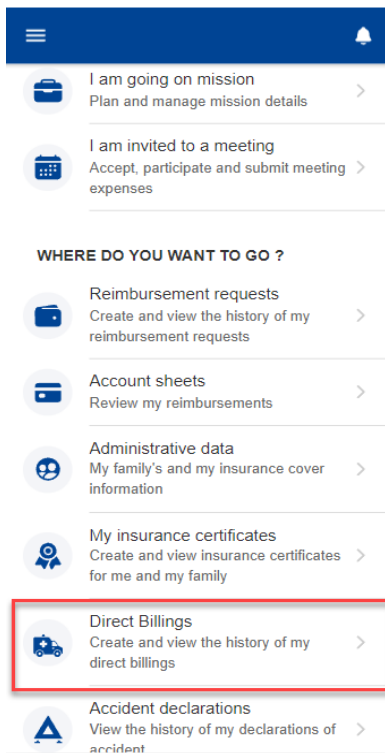 I am going on mission
Plan and manage mission details
I am invited to a meeting
Accept, participate and submit meeting
expenses
WHERE DO YOU WANT TO GO ?
Reimbursement requests
Create and view the history of my
reimbursement requests
Account sheets
Review my reimbursements
Administrative data
My family's and my insurance cover
information
My insurance certificates
Create and view insurance certificates
for me and my family
Direct Billings
Create and view the history of my
direct billings
Accident declarations
View the history of my declarations of
accident